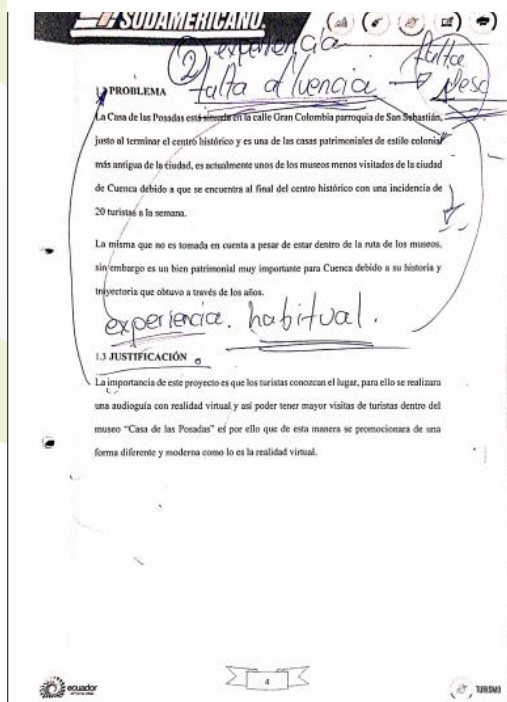 SUDAMERICANO.
② experiencia
falta afluencia → falta
PROBLEMA
La Casa de las Posadas está situada en la calle Gran Colombia parroquia de San Sebastián,
justo al terminar el centro histórico y es una de las casas patrimoniales de estilo colonial
más antigua de la ciudad, es actualmente unos de los museos menos visitados de la ciudad
de Cuenca debido a que se encuentra al final del centro histórico con una incidencia de
20 turistas a la semana.
La misma que no es tomada en cuenta a pesar de estar dentro de la ruta de los museos,
sin embargo es un bien patrimonial muy importante para Cuenca debido a su historia y
trayectoria que obtuvo a través de los años.
experiencia. habitual.
1.3 JUSTIFICACIÓN
La importancia de este proyecto es que los turistas conozcan el lugar, para ello se realizara
una audioguía con realidad virtual y así poder tener mayor visitas de turistas dentro del
museo "Casa de las Posadas" es por ello que de esta manera se promocionara de una
forma diferente y moderna como lo es la realidad virtual.
ecuador
4
TURISMO